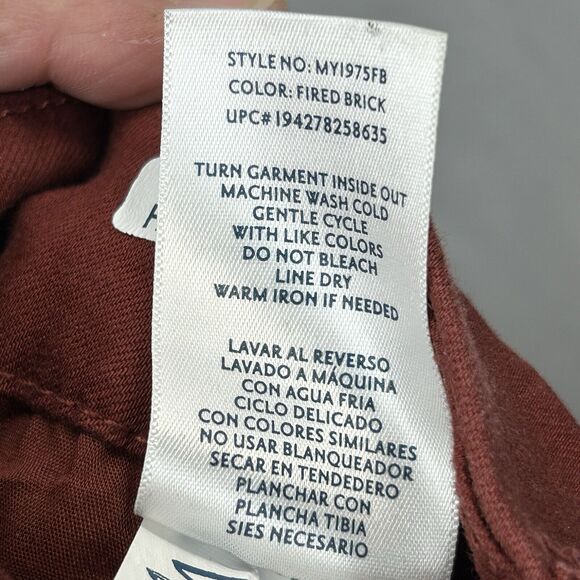 STYLE NO: MY1975FB
COLOR: FIRED BRICK
UPC# 194278258635
TURN GARMENT INSIDE OUT
MACHINE WASH COLD
GENTLE CYCLE
WITH LIKE COLORS
DO NOT BLEACH
LINE DRY
WARM IRON IF NEEDED
LAVAR AL REVERSO
LAVADO A MÁQUINA
CON AGUA FRIA
CICLO DELICADO
CON COLORES SIMILARES
NO USAR BLANQUEADOR
SECAR EN TENDEDERO
PLANCHAR CON
PLANCHA TIBIA
SIES NECESARIO